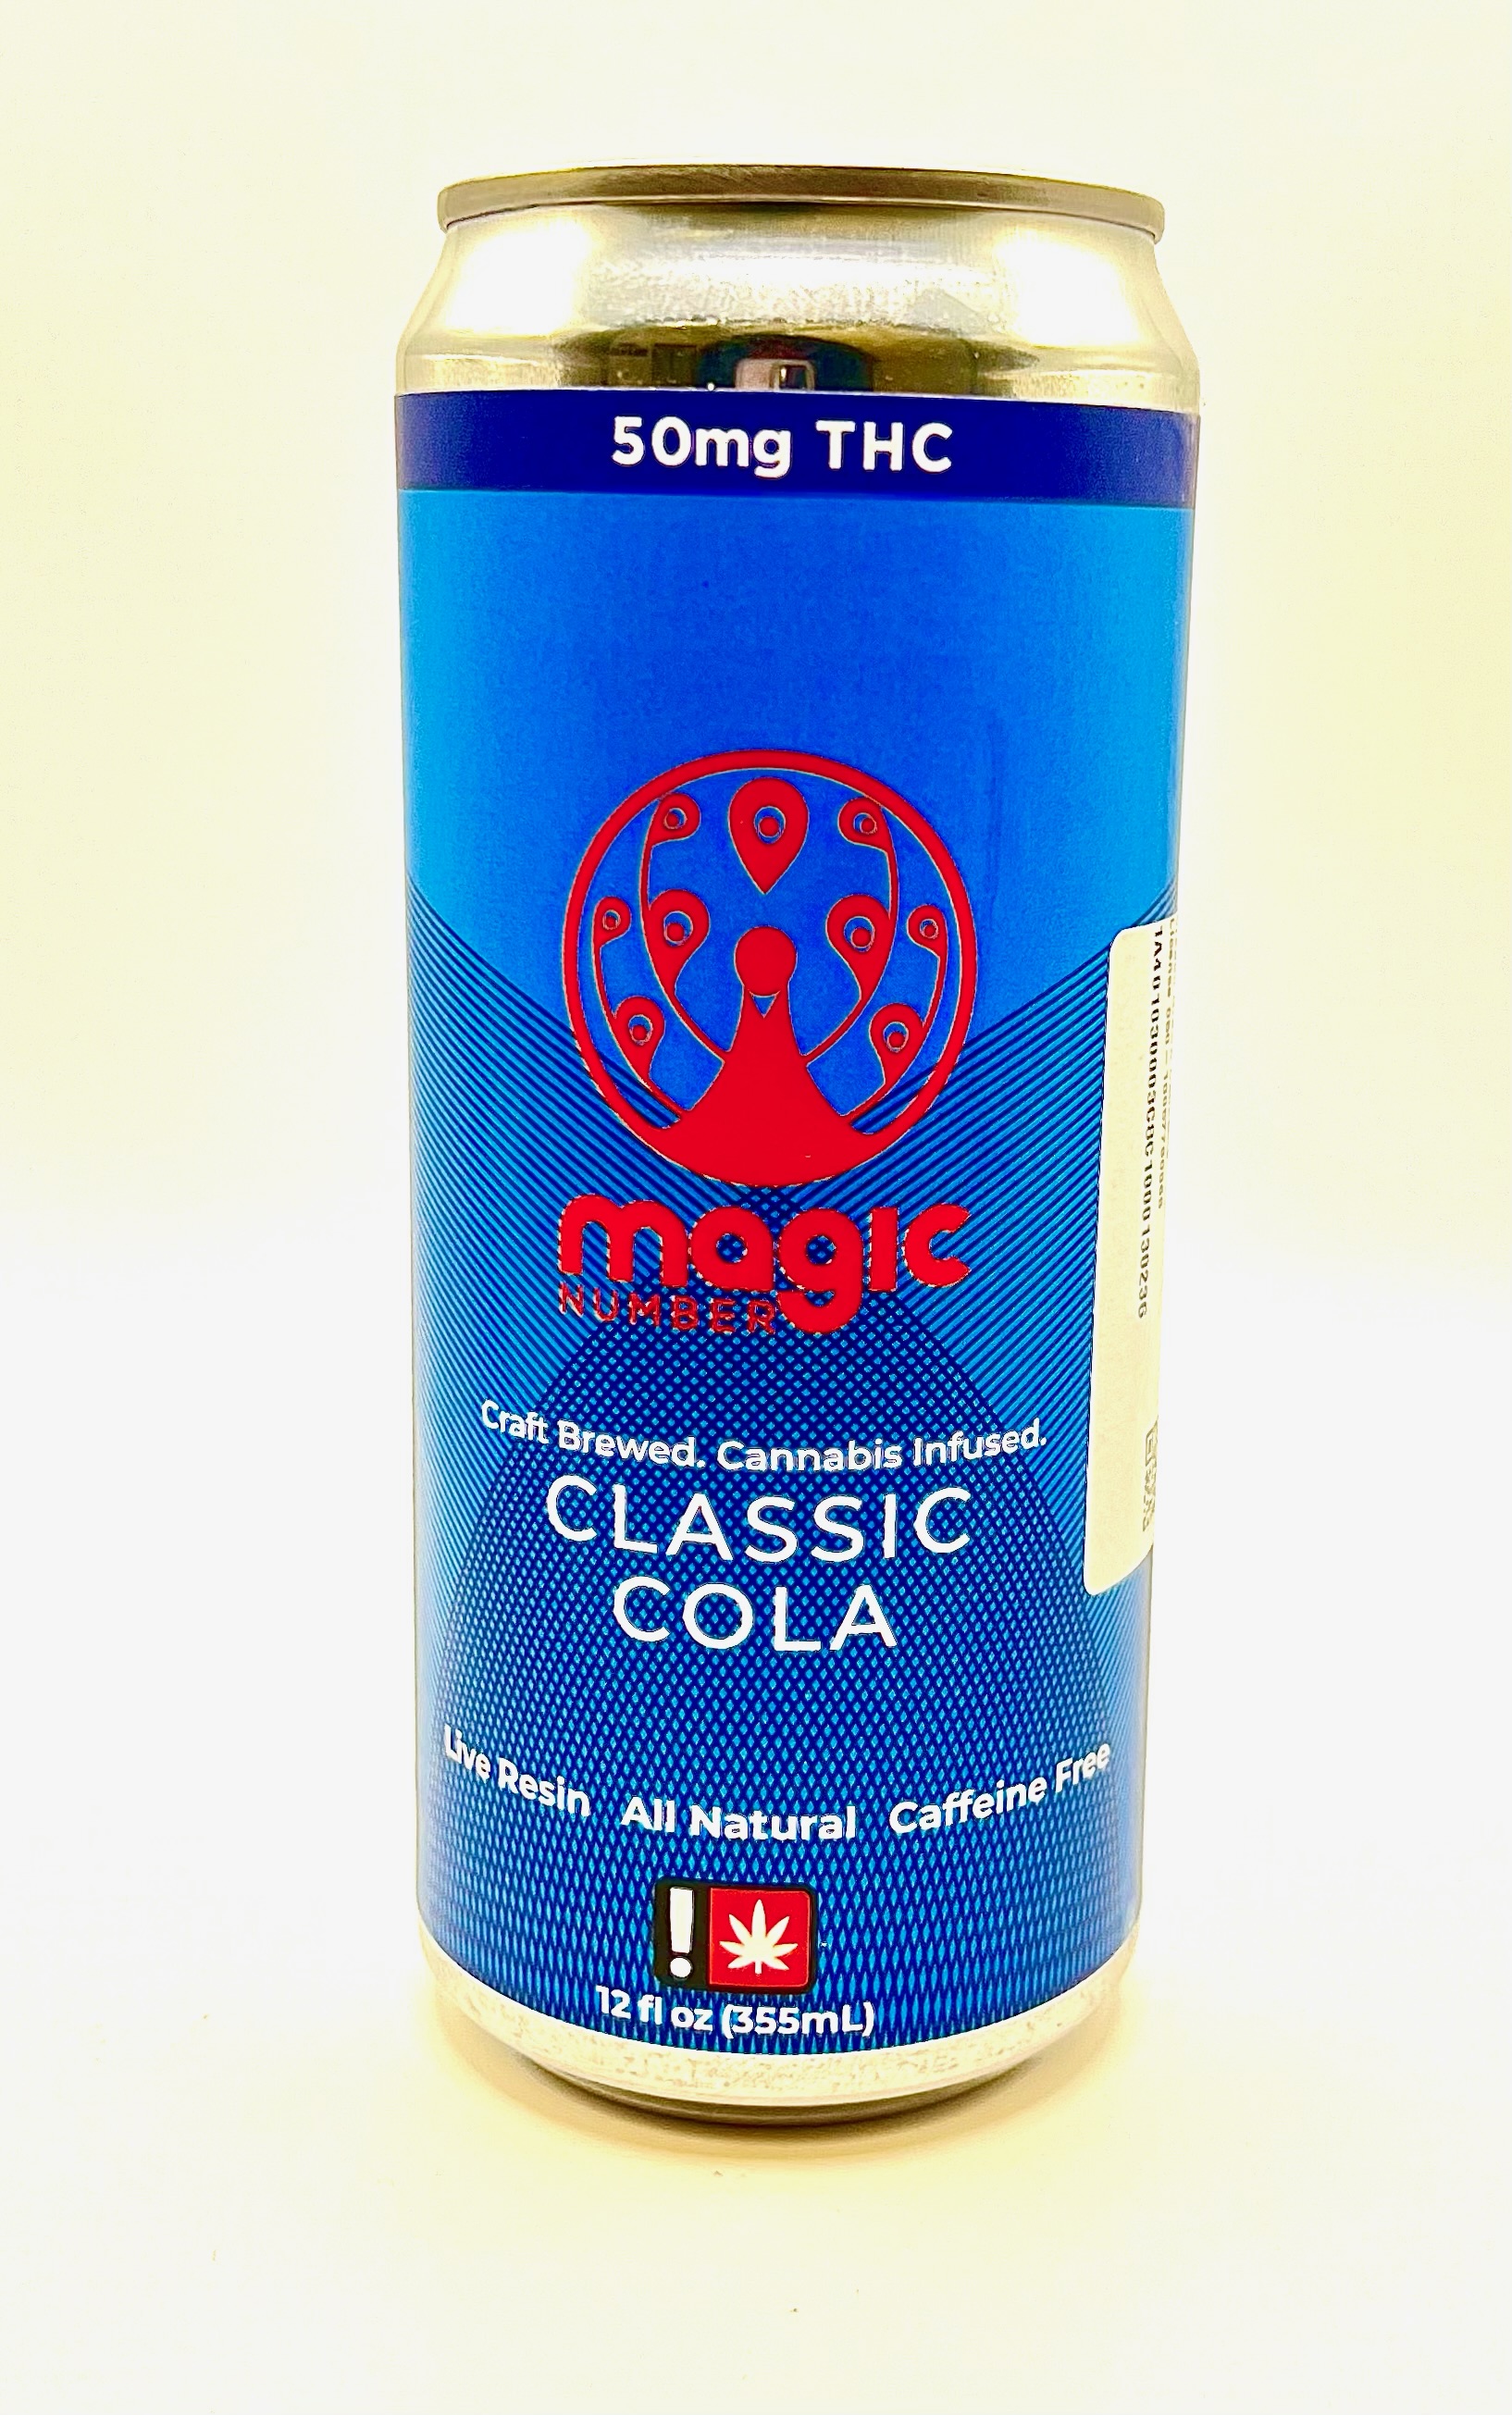 50mg THC
magic
NUMBER
Craft Brewed. Cannabis Infused.
CLASSIC
COLA
Live Resin All Natural Caffeine Free
!
12 fl oz (355mL)